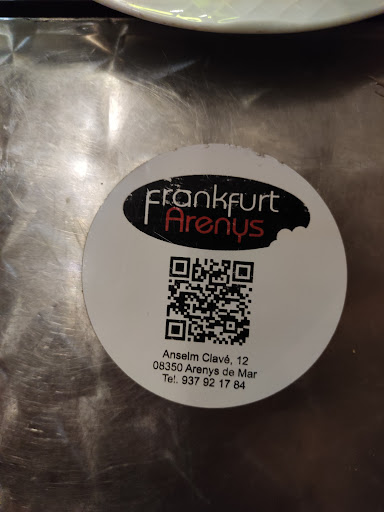 Frankfurt
Arenys
Anselm Clavé, 12
08350 Arenys de Mar
Tel. 937 92 17 84